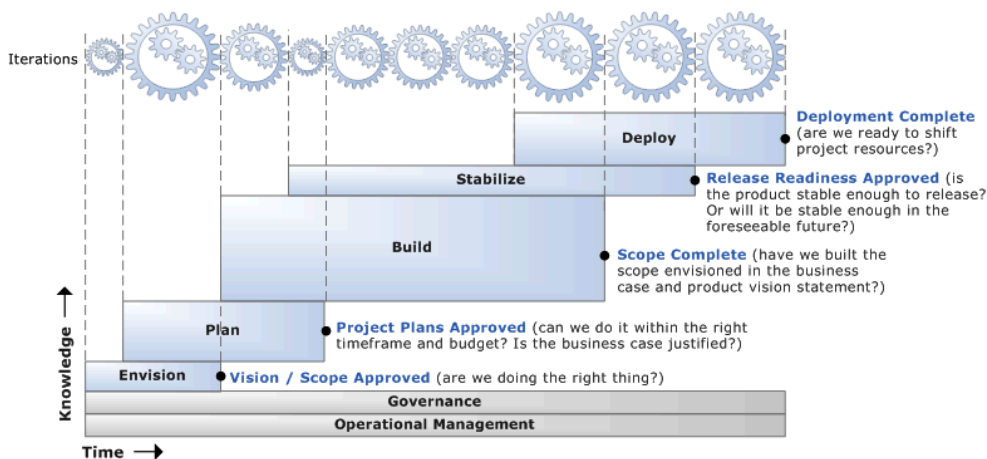 Iterations
Deploy
Deployment Complete
(are we ready to shift
project resources?)
Stabilize
Release Readiness Approved (is
the product stable enough to release?
Or will it be stable enough in the
foreseeable future?)
Build
Scope Complete (have we built the
scope envisioned in the business
case and product vision statement?)
Plan
Project Plans Approved (can we do it within the right
timeframe and budget? Is the business case justified?)
Envision
Vision / Scope Approved (are we doing the right thing?)
Governance
Operational Management
Knowledge
Time